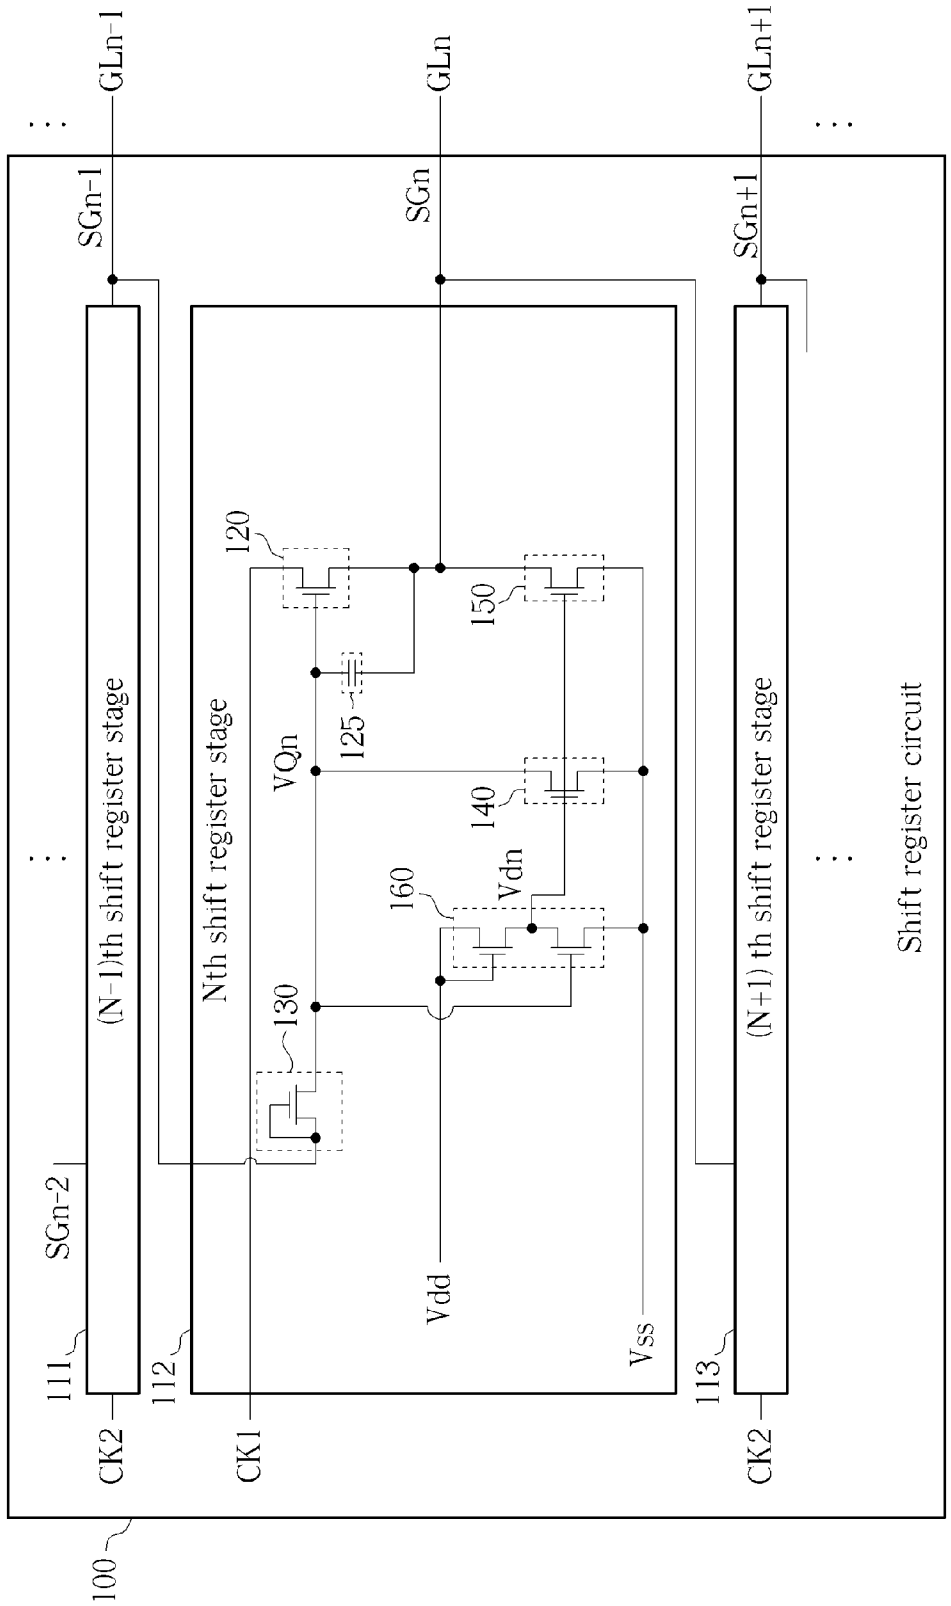 100
Shift register circuit
⋯
⋯
⋯
⋯
SGn-2
111
CK2
(N-1)th shift register stage
SGn-1
GLn-1
112
CK1
Nth shift register stage
130
VQn
125
120
Vdd
160
Vdn
140
150
Vss
SGn
GLn
113
CK2
(N+1) th shift register stage
SGn+1
GLn+1